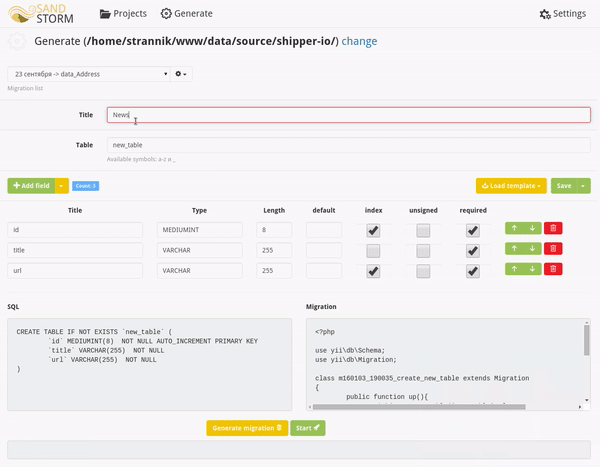 SAND
STORM
Projects
Generate
Settings
Generate (/home/strannik/www/data/source/shipper-io/) change
23 сентября -> data_Address
Migration list
Title
News
Table
new_table
Available symbols: a-z и _
Add field
Count: 3
Load template
Save
Title Type Length default index unsigned required
id MEDIUMINT 8
title VARCHAR 255
url VARCHAR 255
SQL
CREATE TABLE IF NOT EXISTS `new_table` (
`id` MEDIUMINT(8) NOT NULL AUTO_INCREMENT PRIMARY KEY
`title` VARCHAR(255) NOT NULL
`url` VARCHAR(255) NOT NULL
)
Migration
<?php
use yii\db\Schema;
use yii\db\Migration;
class m160103_190035_create_new_table extends Migration
{
public function up(){
Generate migration
Start